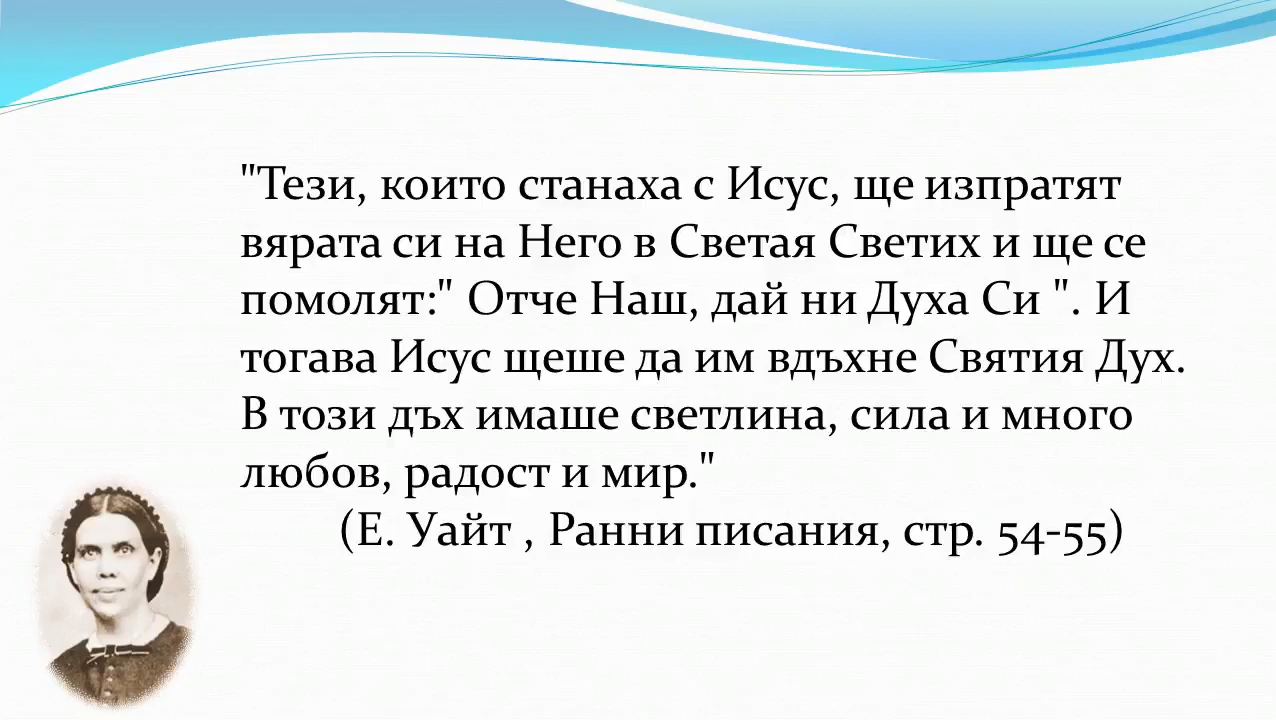 "Тези, които станаха с Исус, ще изпратят
вярата си на Него в Светая Светих и ще се
помолят:" Отче Наш, дай ни Духа Си ". И
тогава Исус щеше да им вдъхне Святия Дух.
В този дъх имаше светлина, сила и много
любов, радост и мир."
(Е. Уайт , Ранни писания, стр. 54-55)